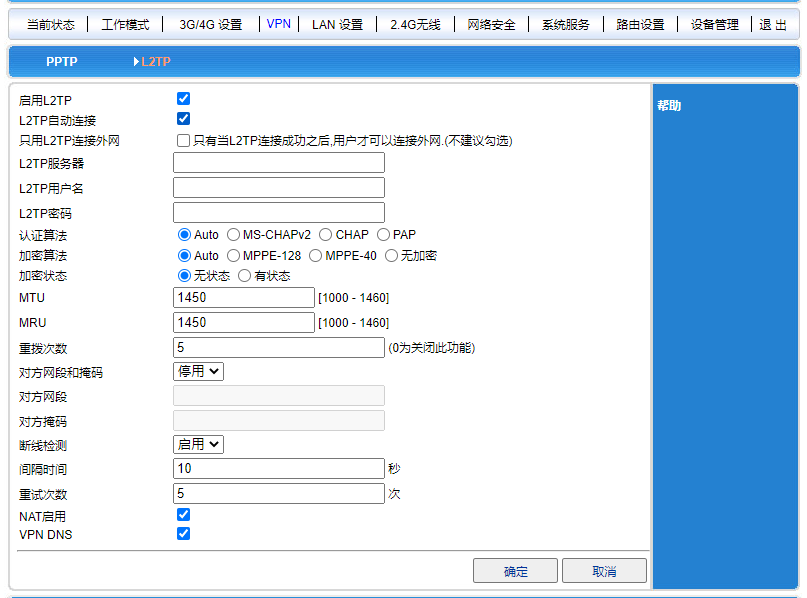 当前状态 工作模式 3G/4G 设置 VPN LAN 设置 2.4G无线 网络安全 系统服务 路由设置 设备管理 退 出
PPTP L2TP
帮助
启用L2TP
L2TP自动连接
只用L2TP连接外网 只有当L2TP连接成功之后,用户才可以连接外网.(不建议勾选)
L2TP服务器
L2TP用户名
L2TP密码
认证算法 Auto MS-CHAPv2 CHAP PAP
加密算法 Auto MPPE-128 MPPE-40 无加密
加密状态 无状态 有状态
MTU 1450 [1000 - 1460]
MRU 1450 [1000 - 1460]
重拨次数 5 (0为关闭此功能)
对方网段和掩码 停用
对方网段
对方掩码
断线检测 启用
间隔时间 10 秒
重试次数 5 次
NAT启用
VPN DNS
确定 取消